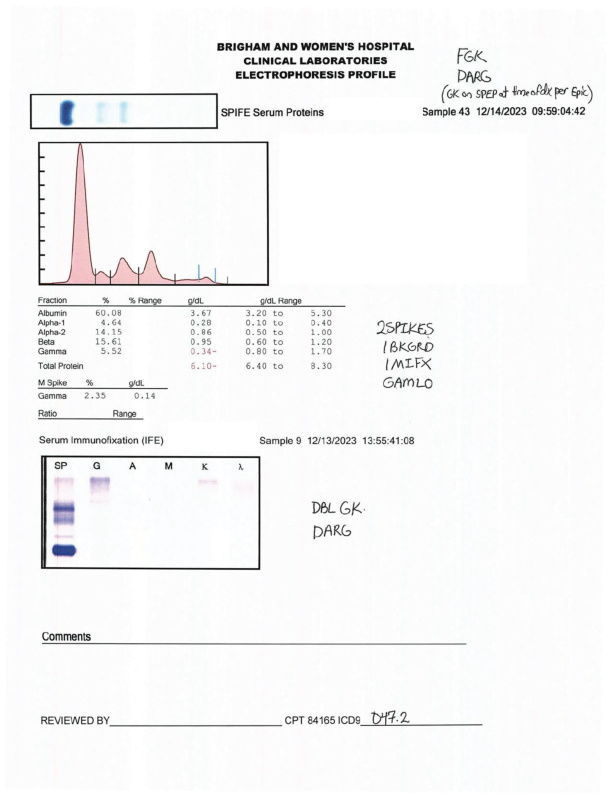 BRIGHAM AND WOMEN'S HOSPITAL
CLINICAL LABORATORIES
ELECTROPHORESIS PROFILE
FGK
DARG
(GK on SPEP at time of dx per Epic)
SPIFE Serum Proteins
Sample 43 12/14/2023 09:59:04:42
Fraction % % Range g/dL g/dL Range
Albumin 60.08 3.67 3.20 to 5.30
Alpha-1 4.64 0.28 0.10 to 0.40
Alpha-2 14.15 0.86 0.50 to 1.00
Beta 15.61 0.95 0.60 to 1.20
Gamma 5.52 0.34- 0.80 to 1.70
Total Protein 6.10- 6.40 to 8.30
2SPIKES
1BKGRD
1MIFX
GAMLO
M Spike % g/dL
Gamma 2.35 0.14
Ratio Range
Serum Immunofixation (IFE) Sample 9 12/13/2023 13:55:41:08
SP G A M K λ
DBL GK.
DARG
Comments
REVIEWED BY CPT 84165 ICD9 D47.2